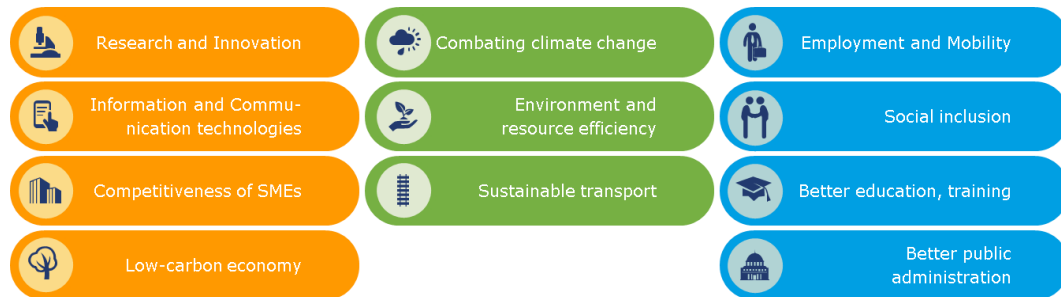 Research and Innovation
Information and Commu-
nication technologies
Competitiveness of SMEs
Low-carbon economy
Combating climate change
Environment and
resource efficiency
Sustainable transport
Employment and Mobility
Social inclusion
Better education, training
Better public
administration